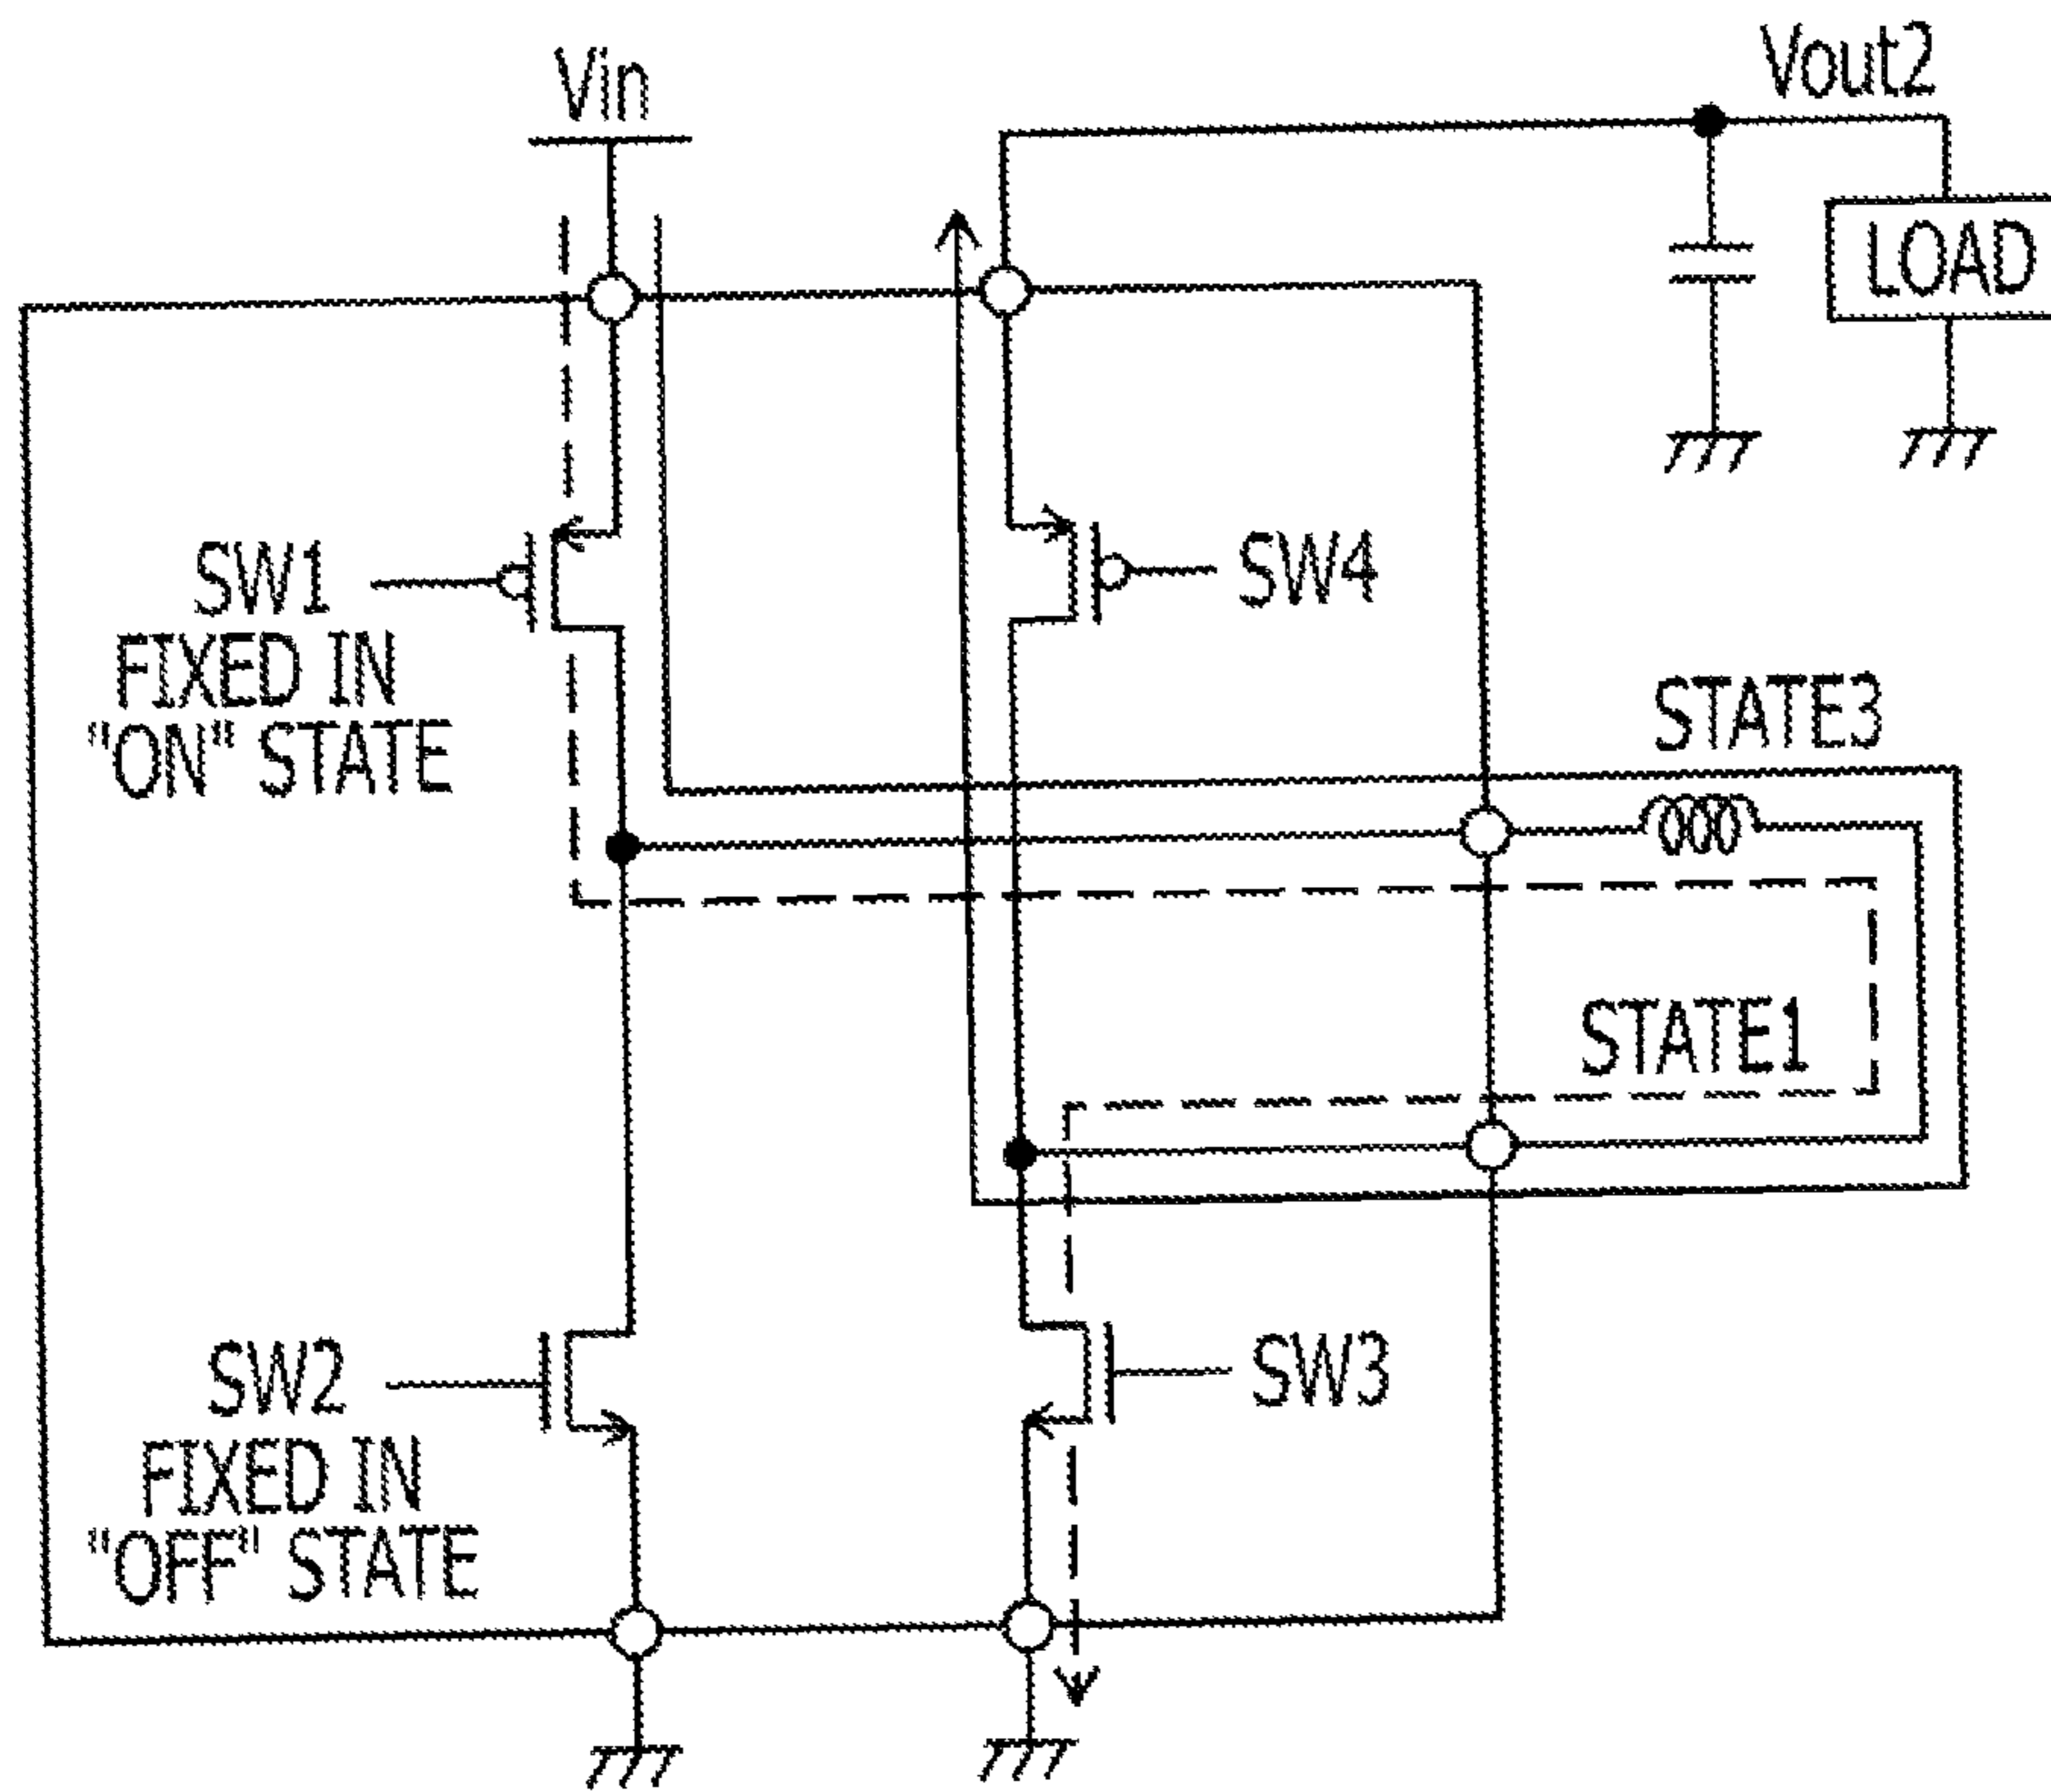 Vin
Vout2
LOAD
SW1
FIXED IN
"ON" STATE
SW4
STATE3
STATE1
SW2
FIXED IN
"OFF" STATE
SW3